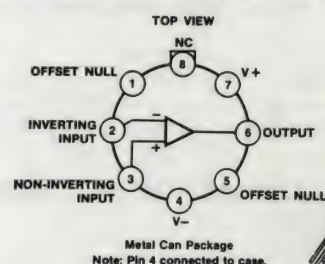 TOP VIEW
NC
8
OFFSET NULL
1
7
V+
INVERTING
INPUT
2
−
+
6
OUTPUT
NON-INVERTING
INPUT
3
4
V−
5
OFFSET NULL
Metal Can Package
Note: Pin 4 connected to case.